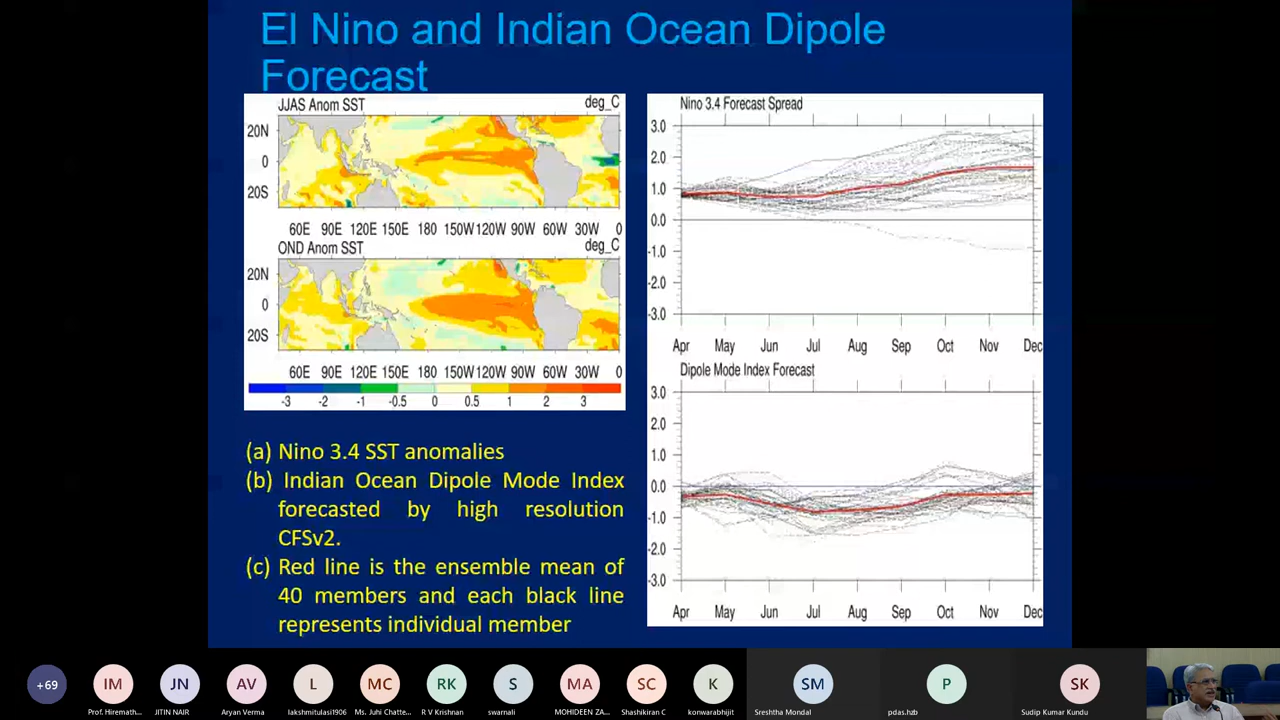 El Nino and Indian Ocean Dipole
Forecast
JJAS Anom SST deg_C
20N
0
20S
60E 90E 120E 150E 180 150W 120W 90W 60W 30W 0
OND Anom SST deg_C
20N
0
20S
60E 90E 120E 150E 180 150W 120W 90W 60W 30W 0
-3 -2 -1 -0.5 0 0.5 1 2 3
(a) Nino 3.4 SST anomalies
(b) Indian Ocean Dipole Mode Index
forecasted by high resolution
CFSv2.
(c) Red line is the ensemble mean of
40 members and each black line
represents individual member
Nino 3.4 Forecast Spread
3.0
2.0
1.0
0.0
-1.0
-2.0
-3.0
Apr May Jun Jul Aug Sep Oct Nov Dec
Dipole Mode Index Forecast
3.0
2.0
1.0
0.0
-1.0
-2.0
-3.0
Apr May Jun Jul Aug Sep Oct Nov Dec
+69 IM JN AV L MC RK S MA SC K SM P SK
Prof. Hiremath... JITIN NAIR Aryan Verma lakshmitulasi1906 Ms. Juhi Chatte... R V Krishnan swarnali MOHIDEEN ZA... Shashikiran C konwarabhijit Sreshtha Mondal pdas.hzb Sudip Kumar Kundu